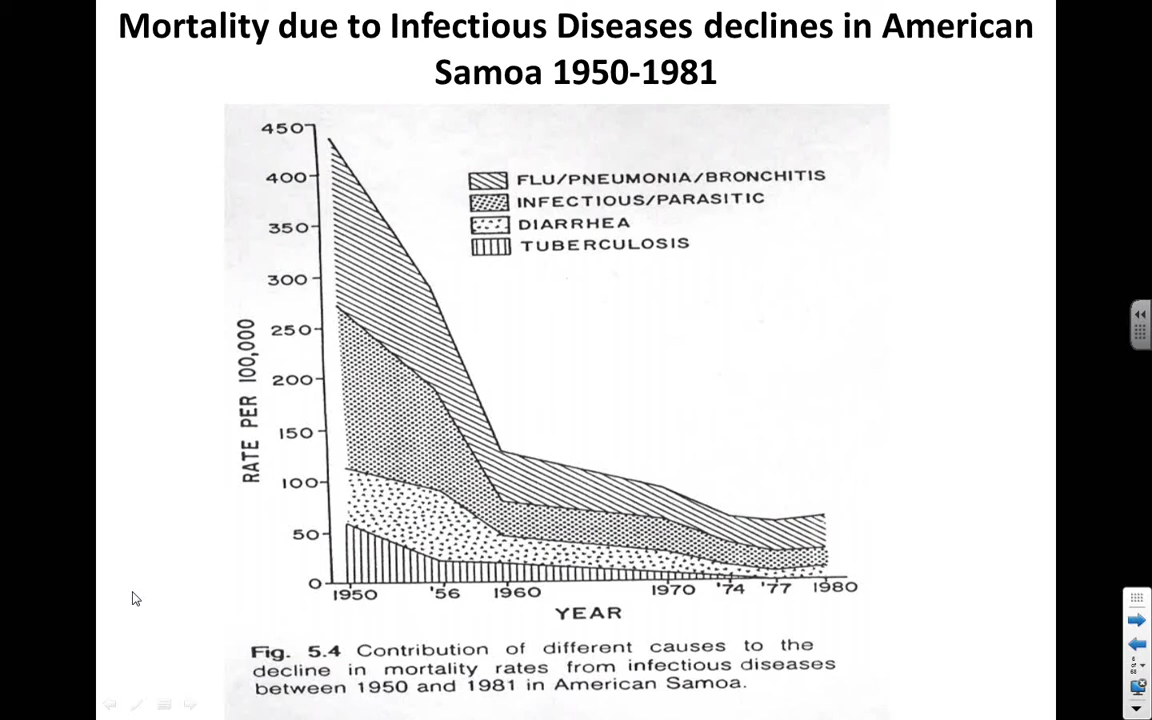 Mortality due to Infectious Diseases declines in American
Samoa 1950-1981
450
400
350
300
250
200
150
100
50
0
RATE PER 100,000
FLU/PNEUMONIA/BRONCHITIS
INFECTIOUS/PARASITIC
DIARRHEA
TUBERCULOSIS
1950 '56 1960 1970 '74 '77 1980
YEAR
Fig. 5.4 Contribution of different causes to the
decline in mortality rates from infectious diseases
between 1950 and 1981 in American Samoa.